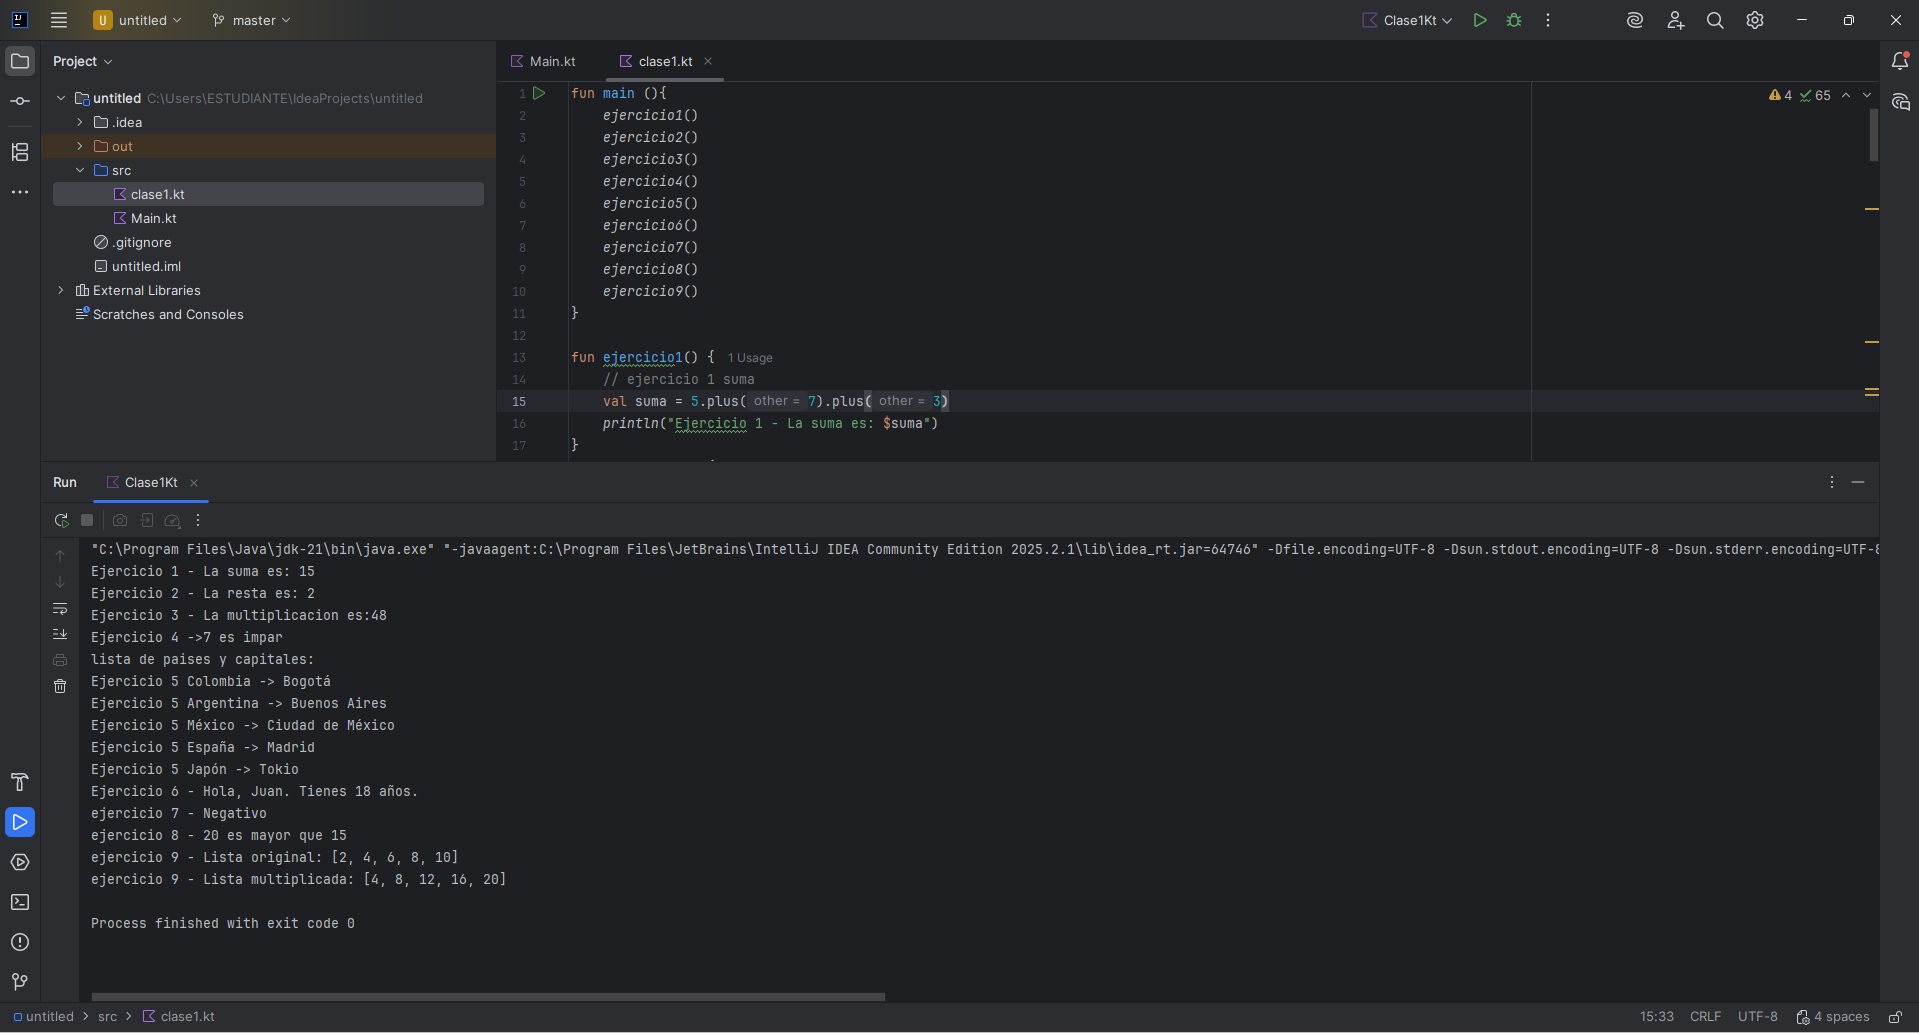 U untitled master Clase1Kt
Project
Main.kt clase1.kt
untitled C:\Users\ESTUDIANTE\IdeaProjects\untitled
.idea
out
src
clase1.kt
Main.kt
.gitignore
untitled.iml
External Libraries
Scratches and Consoles
4 65
1 fun main (){
2 ejercicio1()
3 ejercicio2()
4 ejercicio3()
5 ejercicio4()
6 ejercicio5()
7 ejercicio6()
8 ejercicio7()
9 ejercicio8()
10 ejercicio9()
11 }
12
13 fun ejercicio1() { 1 Usage
14 // ejercicio 1 suma
15 val suma = 5.plus( other = 7).plus( other = 3)
16 println("Ejercicio 1 - La suma es: $suma")
17 }
Run Clase1Kt
"C:\Program Files\Java\jdk-21\bin\java.exe" "-javaagent:C:\Program Files\JetBrains\IntelliJ IDEA Community Edition 2025.2.1\lib\idea_rt.jar=64746" -Dfile.encoding=UTF-8 -Dsun.stdout.encoding=UTF-8 -Dsun.stderr.encoding=UTF-8
Ejercicio 1 - La suma es: 15
Ejercicio 2 - La resta es: 2
Ejercicio 3 - La multiplicacion es:48
Ejercicio 4 ->7 es impar
lista de paises y capitales:
Ejercicio 5 Colombia -> Bogotá
Ejercicio 5 Argentina -> Buenos Aires
Ejercicio 5 México -> Ciudad de México
Ejercicio 5 España -> Madrid
Ejercicio 5 Japón -> Tokio
Ejercicio 6 - Hola, Juan. Tienes 18 años.
ejercicio 7 - Negativo
ejercicio 8 - 20 es mayor que 15
ejercicio 9 - Lista original: [2, 4, 6, 8, 10]
ejercicio 9 - Lista multiplicada: [4, 8, 12, 16, 20]
Process finished with exit code 0
untitled > src > clase1.kt 15:33 CRLF UTF-8 4 spaces